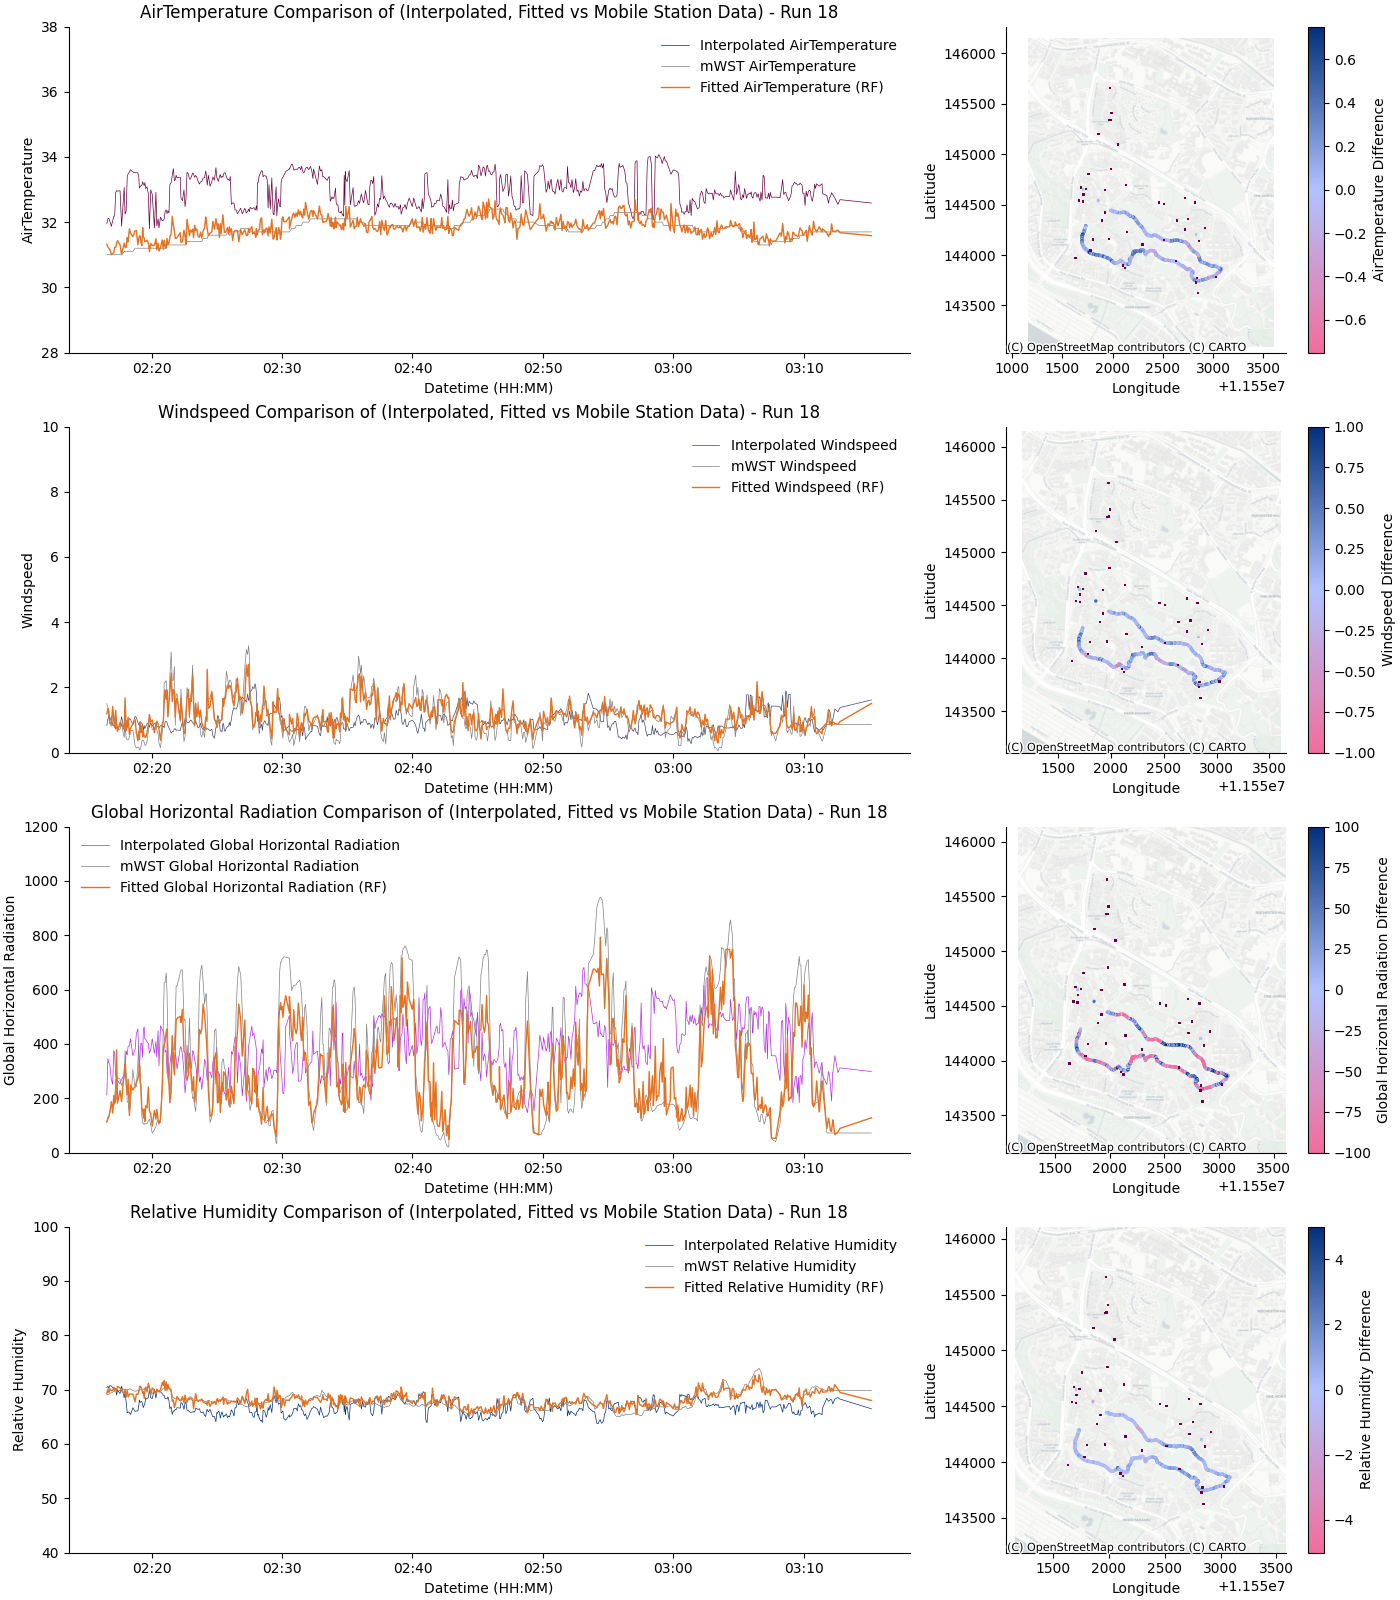 AirTemperature Comparison of (Interpolated, Fitted vs Mobile Station Data) - Run 18
AirTemperature
38
36
34
32
30
28
Interpolated AirTemperature
mWST AirTemperature
Fitted AirTemperature (RF)
02:20 02:30 02:40 02:50 03:00 03:10
Datetime (HH:MM)
Latitude
146000
145500
145000
144500
144000
143500
(C) OpenStreetMap contributors (C) CARTO
1000 1500 2000 2500 3000 3500
Longitude
+1.155e7
0.6
0.4
0.2
0.0
−0.2
−0.4
−0.6
AirTemperature Difference
Windspeed Comparison of (Interpolated, Fitted vs Mobile Station Data) - Run 18
Windspeed
10
8
6
4
2
0
Interpolated Windspeed
mWST Windspeed
Fitted Windspeed (RF)
02:20 02:30 02:40 02:50 03:00 03:10
Datetime (HH:MM)
Latitude
146000
145500
145000
144500
144000
143500
(C) OpenStreetMap contributors (C) CARTO
1500 2000 2500 3000 3500
Longitude
+1.155e7
1.00
0.75
0.50
0.25
0.00
−0.25
−0.50
−0.75
−1.00
Windspeed Difference
Global Horizontal Radiation Comparison of (Interpolated, Fitted vs Mobile Station Data) - Run 18
Global Horizontal Radiation
1200
1000
800
600
400
200
0
Interpolated Global Horizontal Radiation
mWST Global Horizontal Radiation
Fitted Global Horizontal Radiation (RF)
02:20 02:30 02:40 02:50 03:00 03:10
Datetime (HH:MM)
Latitude
146000
145500
145000
144500
144000
143500
(C) OpenStreetMap contributors (C) CARTO
1500 2000 2500 3000 3500
Longitude
+1.155e7
100
75
50
25
0
−25
−50
−75
−100
Global Horizontal Radiation Difference
Relative Humidity Comparison of (Interpolated, Fitted vs Mobile Station Data) - Run 18
Relative Humidity
100
90
80
70
60
50
40
Interpolated Relative Humidity
mWST Relative Humidity
Fitted Relative Humidity (RF)
02:20 02:30 02:40 02:50 03:00 03:10
Datetime (HH:MM)
Latitude
146000
145500
145000
144500
144000
143500
(C) OpenStreetMap contributors (C) CARTO
1500 2000 2500 3000 3500
Longitude
+1.155e7
4
2
0
−2
−4
Relative Humidity Difference